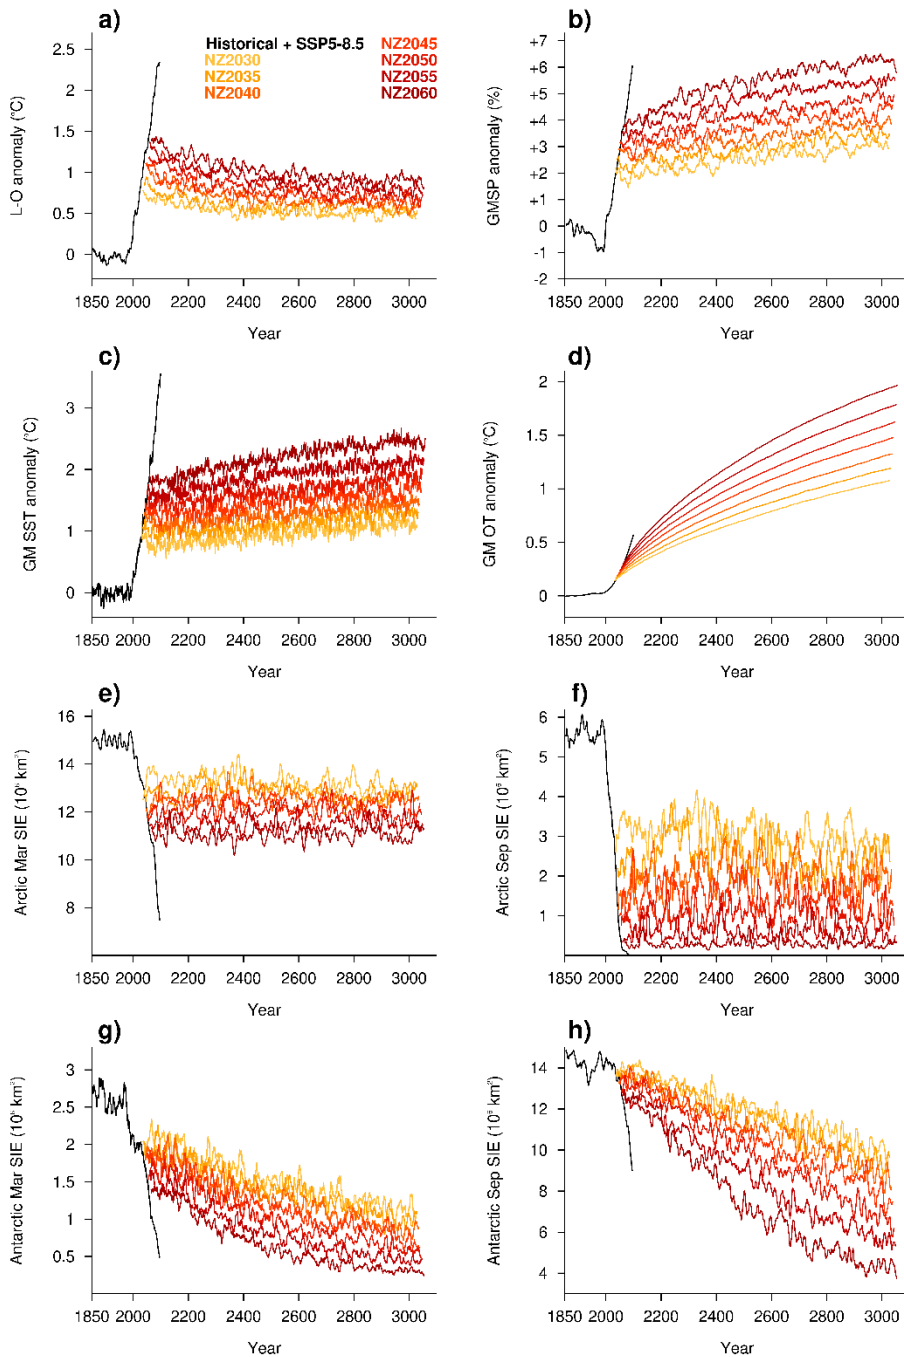 a)
Historical + SSP5-8.5
NZ2030
NZ2035
NZ2040
NZ2045
NZ2050
NZ2055
NZ2060
L-O anomaly (°C)
2.5
2
1.5
1
0.5
0
1850 2000 2200 2400 2600 2800 3000
Year
b)
GMSP anomaly (%)
+7
+6
+5
+4
+3
+2
+1
0
-1
-2
1850 2000 2200 2400 2600 2800 3000
Year
c)
GM SST anomaly (°C)
3
2
1
0
1850 2000 2200 2400 2600 2800 3000
Year
d)
GM OT anomaly (°C)
2
1.5
1
0.5
0
1850 2000 2200 2400 2600 2800 3000
Year
e)
Arctic Mar SIE (10⁶ km²)
16
14
12
10
8
1850 2000 2200 2400 2600 2800 3000
Year
f)
Arctic Sep SIE (10⁶ km²)
6
5
4
3
2
1
1850 2000 2200 2400 2600 2800 3000
Year
g)
Antarctic Mar SIE (10⁶ km²)
3
2.5
2
1.5
1
0.5
1850 2000 2200 2400 2600 2800 3000
Year
h)
Antarctic Sep SIE (10⁶ km²)
14
12
10
8
6
4
1850 2000 2200 2400 2600 2800 3000
Year